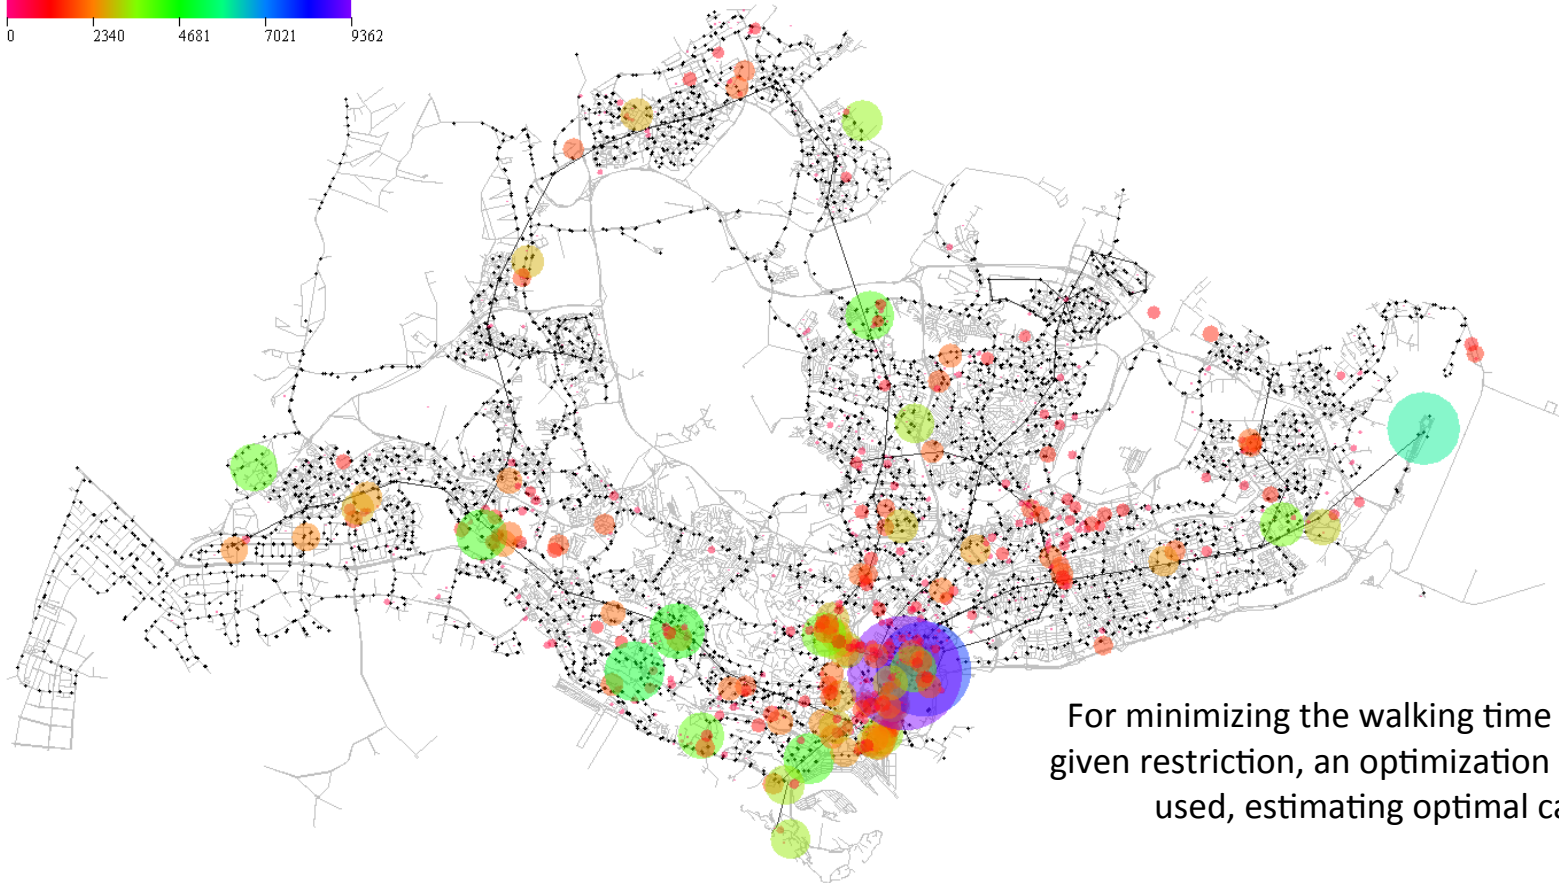 0 2340 4681 7021 9362
For minimizing the walking time
given restriction, an optimization
used, estimating optimal